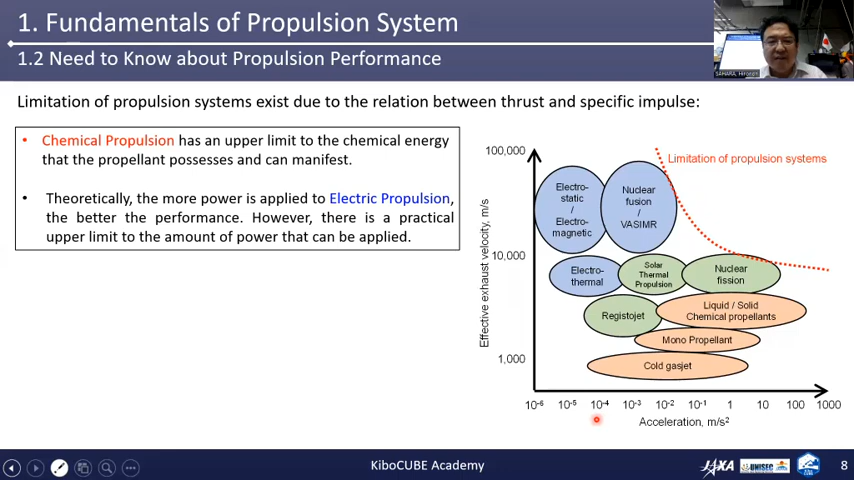 1. Fundamentals of Propulsion System
1.2 Need to Know about Propulsion Performance
SAHARA, Hironori
Limitation of propulsion systems exist due to the relation between thrust and specific impulse:
• Chemical Propulsion has an upper limit to the chemical energy
that the propellant possesses and can manifest.
• Theoretically, the more power is applied to Electric Propulsion,
the better the performance. However, there is a practical
upper limit to the amount of power that can be applied.
Effective exhaust velocity, m/s
100,000
10,000
1,000
Limitation of propulsion systems
Electro-
static
/
Electro-
magnetic
Nuclear
fusion
/
VASIMR
Electro-
thermal
Solar
Thermal
Propulsion
Nuclear
fission
Registojet
Liquid / Solid
Chemical propellants
Mono Propellant
Cold gasjet
10⁻⁶ 10⁻⁵ 10⁻⁴ 10⁻³ 10⁻² 10⁻¹ 1 10 100 1000
Acceleration, m/s²
KiboCUBE Academy
JAXA
UNISEC
8